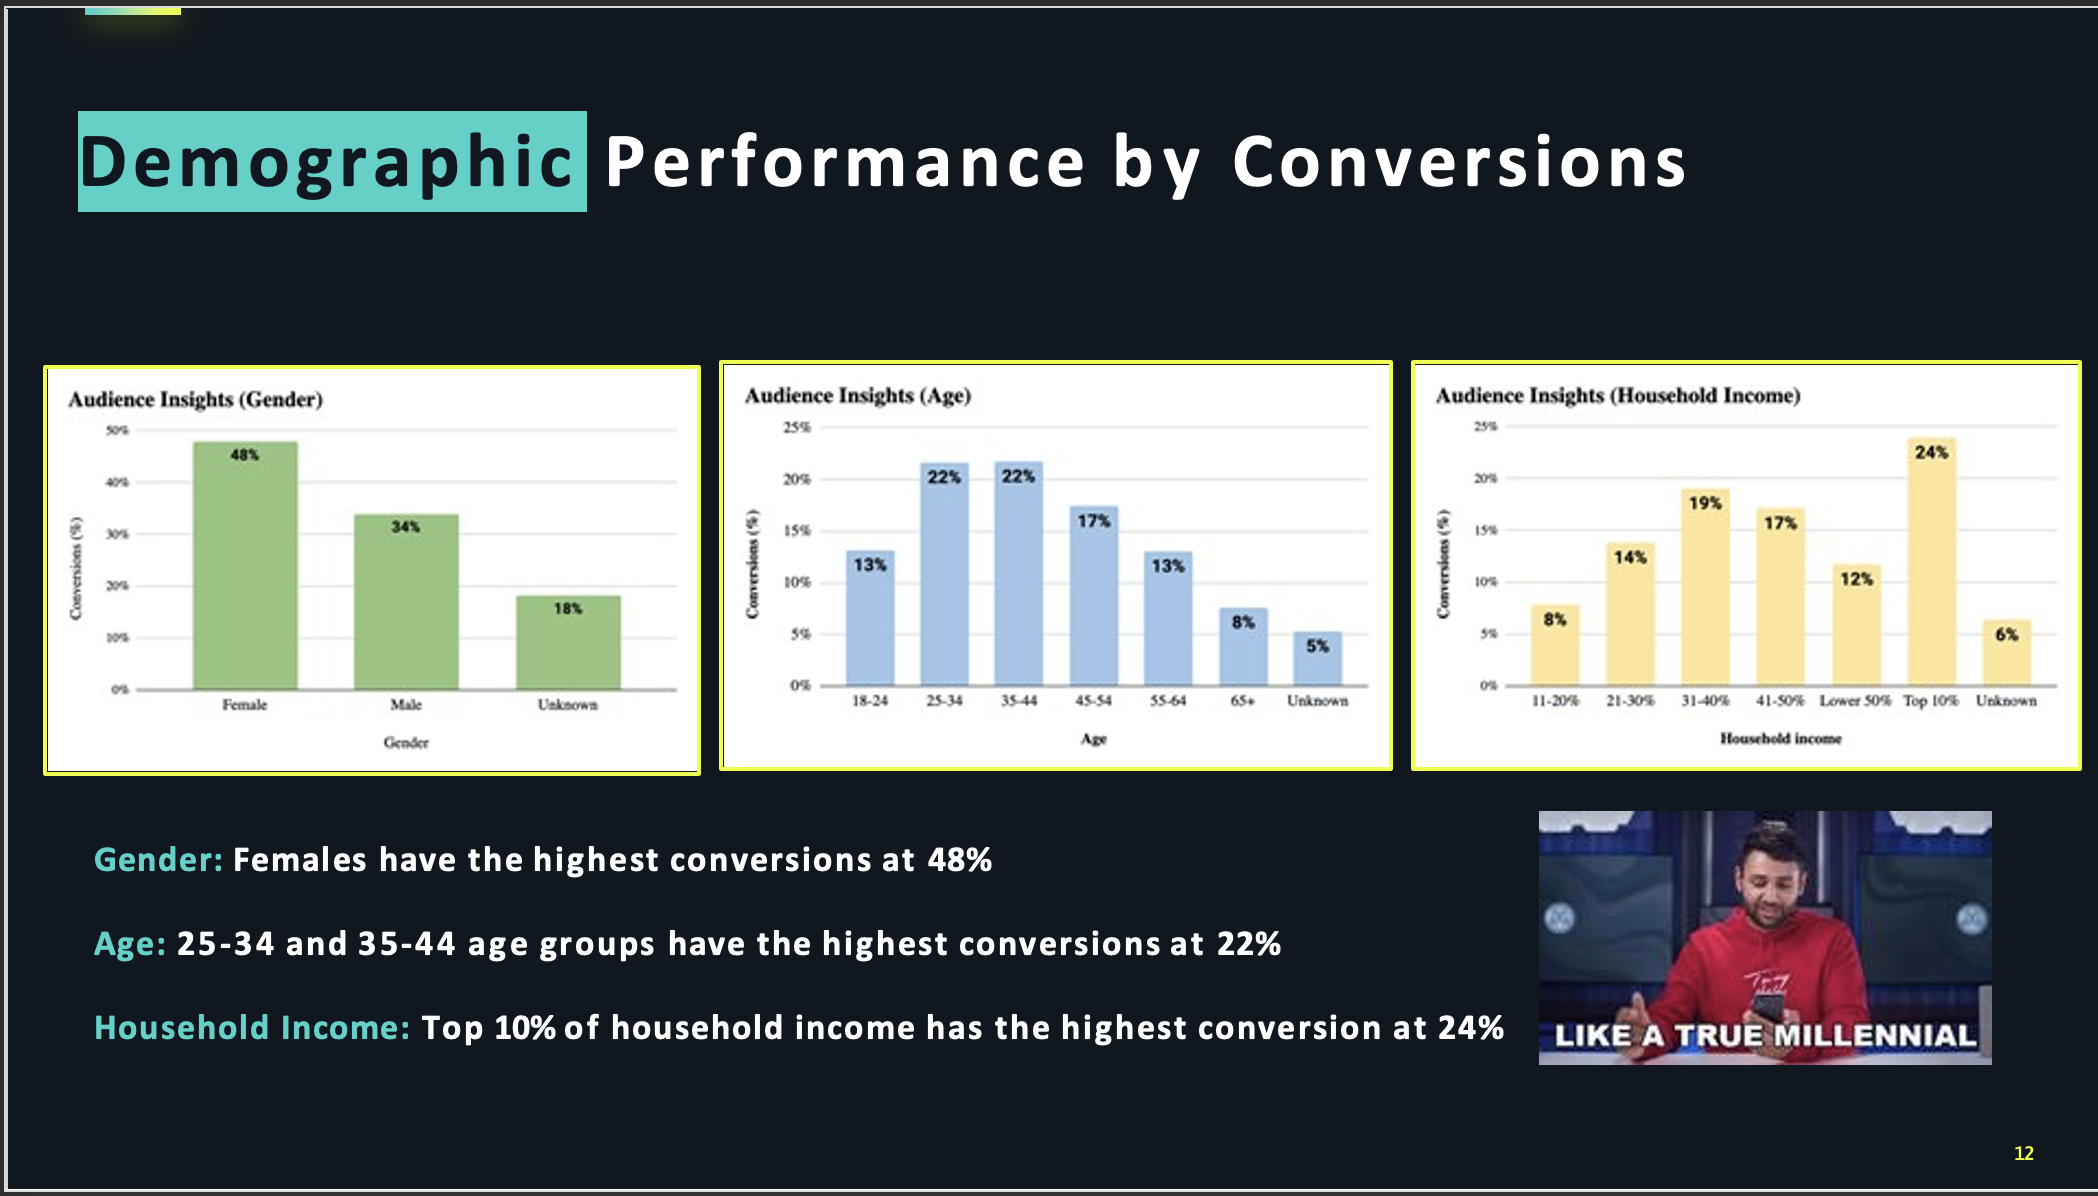 Demographic Performance by Conversions
Audience Insights (Gender)
50%
40%
30%
20%
10%
0%
Conversions (%)
48%
34%
18%
Female Male Unknown
Gender
Audience Insights (Age)
25%
20%
15%
10%
5%
0%
Conversions (%)
13% 22% 22% 17% 13% 8% 5%
18-24 25-34 35-44 45-54 55-64 65+ Unknown
Age
Audience Insights (Household Income)
25%
20%
15%
10%
5%
0%
Conversions (%)
8% 14% 19% 17% 12% 24% 6%
11-20% 21-30% 31-40% 41-50% Lower 50% Top 10% Unknown
Household income
Gender: Females have the highest conversions at 48%
Age: 25-34 and 35-44 age groups have the highest conversions at 22%
Household Income: Top 10% of household income has the highest conversion at 24%
LIKE A TRUE MILLENNIAL
12